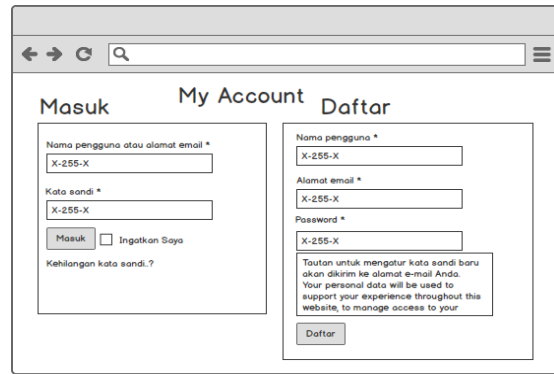 My Account
Masuk
Nama pengguna atau alamat email *
X-255-X
Kata sandi *
X-255-X
Masuk
Ingatkan Saya
Kehilangan kata sandi..?
Daftar
Nama pengguna *
X-255-X
Alamat email *
X-255-X
Password *
X-255-X
Tautan untuk mengatur kata sandi baru
akan dikirim ke alamat e-mail Anda.
Your personal data will be used to
support your experience throughout this
website, to manage access to your
Daftar